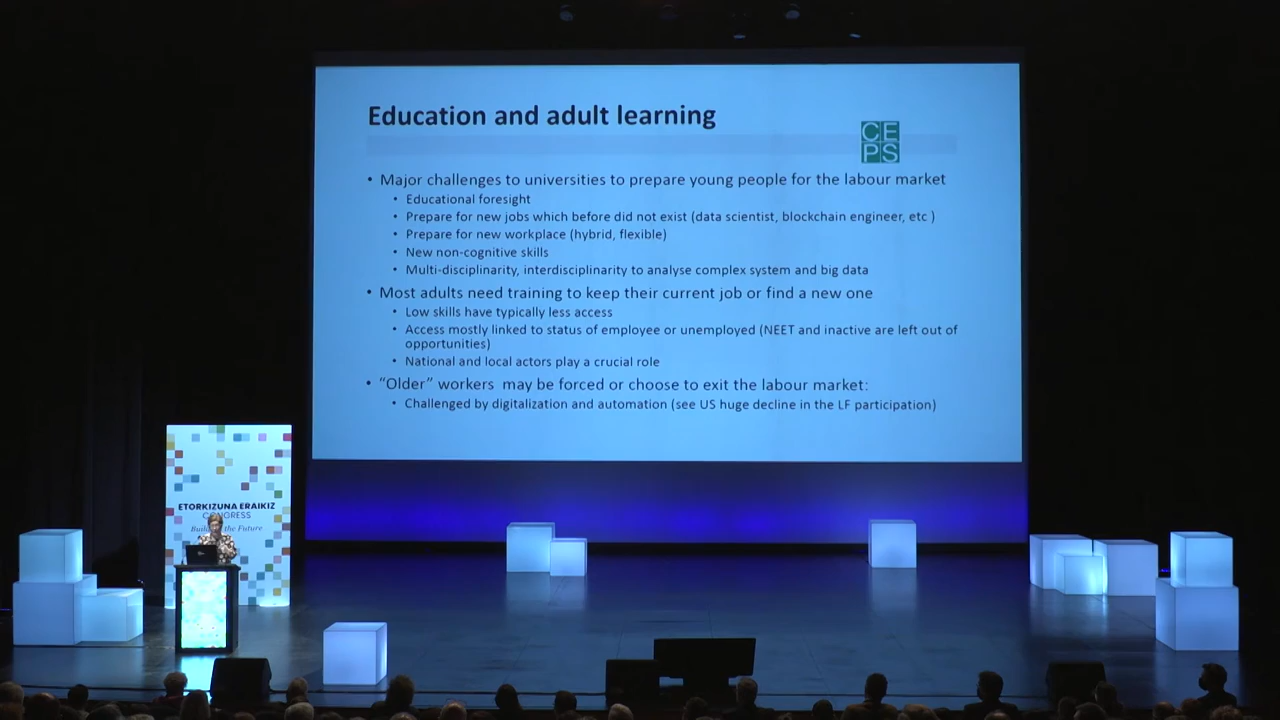 Education and adult learning
CE
PS
• Major challenges to universities to prepare young people for the labour market
• Educational foresight
• Prepare for new jobs which before did not exist (data scientist, blockchain engineer, etc )
• Prepare for new workplace (hybrid, flexible)
• New non-cognitive skills
• Multi-disciplinarity, interdisciplinarity to analyse complex system and big data
• Most adults need training to keep their current job or find a new one
• Low skills have typically less access
• Access mostly linked to status of employee or unemployed (NEET and inactive are left out of
opportunities)
• National and local actors play a crucial role
• “Older” workers may be forced or choose to exit the labour market:
• Challenged by digitalization and automation (see US huge decline in the LF participation)
ETORKIZUNA ERAIKIZ
CONGRESS
Building the Future